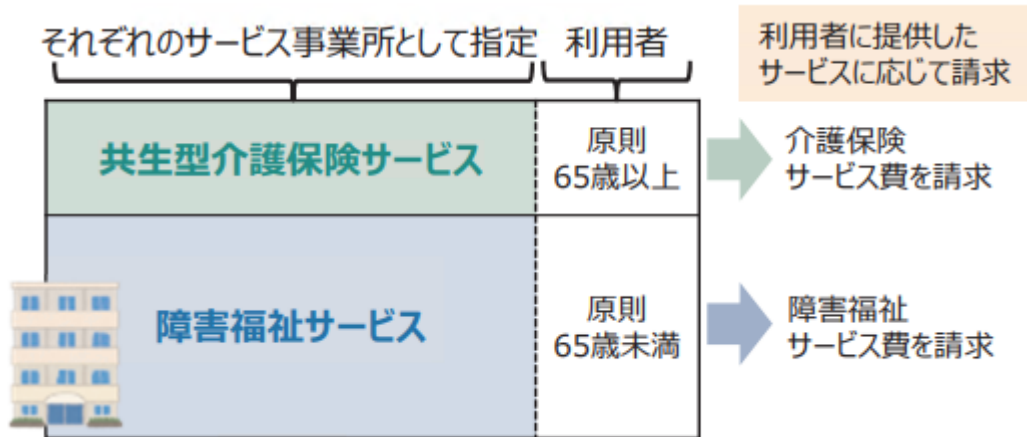 それぞれのサービス事業所として指定
利用者
利用者に提供した
サービスに応じて請求
共生型介護保険サービス
原則
65歳以上
介護保険
サービス費を請求
障害福祉サービス
原則
65歳未満
障害福祉
サービス費を請求